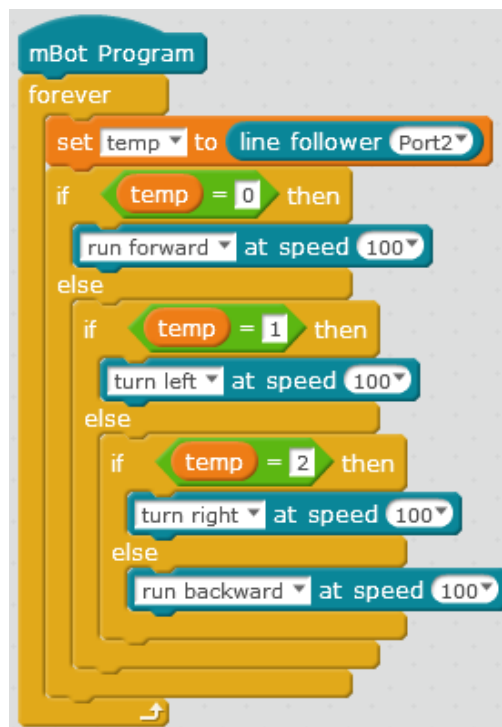 mBot Program
forever
set temp to line follower Port2
if temp = 0 then
run forward at speed 100
else
if temp = 1 then
turn left at speed 100
else
if temp = 2 then
turn right at speed 100
else
run backward at speed 100